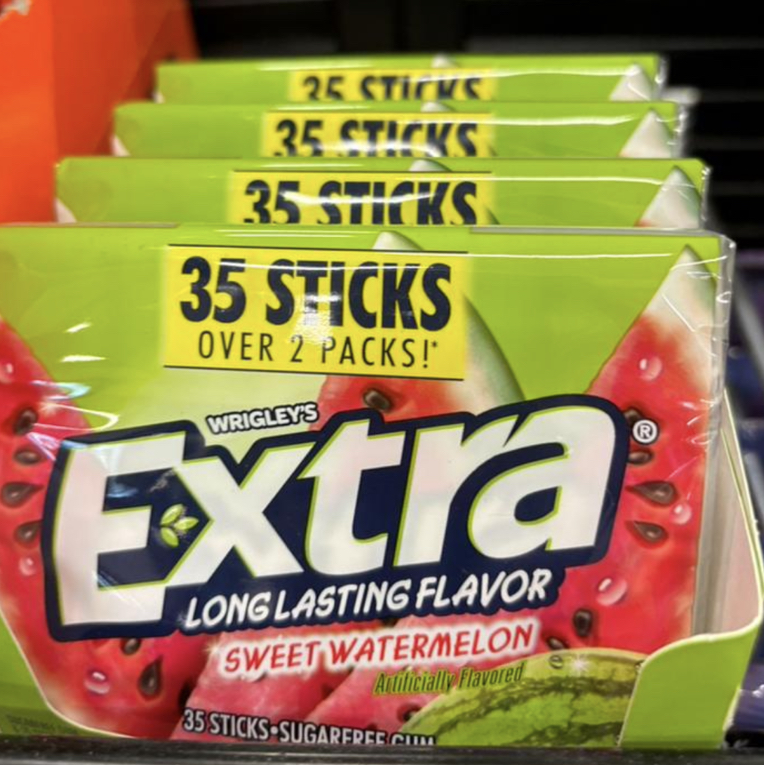 35 STICKS
35 STICKS
35 STICKS
35 STICKS
OVER 2 PACKS!*
WRIGLEY'S
Extra®
LONG LASTING FLAVOR
SWEET WATERMELON
Artificially Flavored
35 STICKS•SUGARFREE GUM